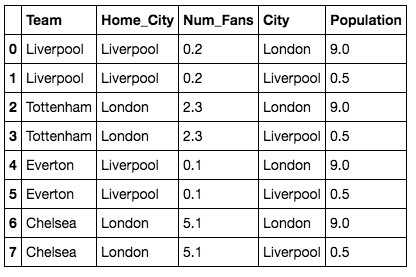 Team Home_City Num_Fans City Population
0 Liverpool Liverpool 0.2 London 9.0
1 Liverpool Liverpool 0.2 Liverpool 0.5
2 Tottenham London 2.3 London 9.0
3 Tottenham London 2.3 Liverpool 0.5
4 Everton Liverpool 0.1 London 9.0
5 Everton Liverpool 0.1 Liverpool 0.5
6 Chelsea London 5.1 London 9.0
7 Chelsea London 5.1 Liverpool 0.5